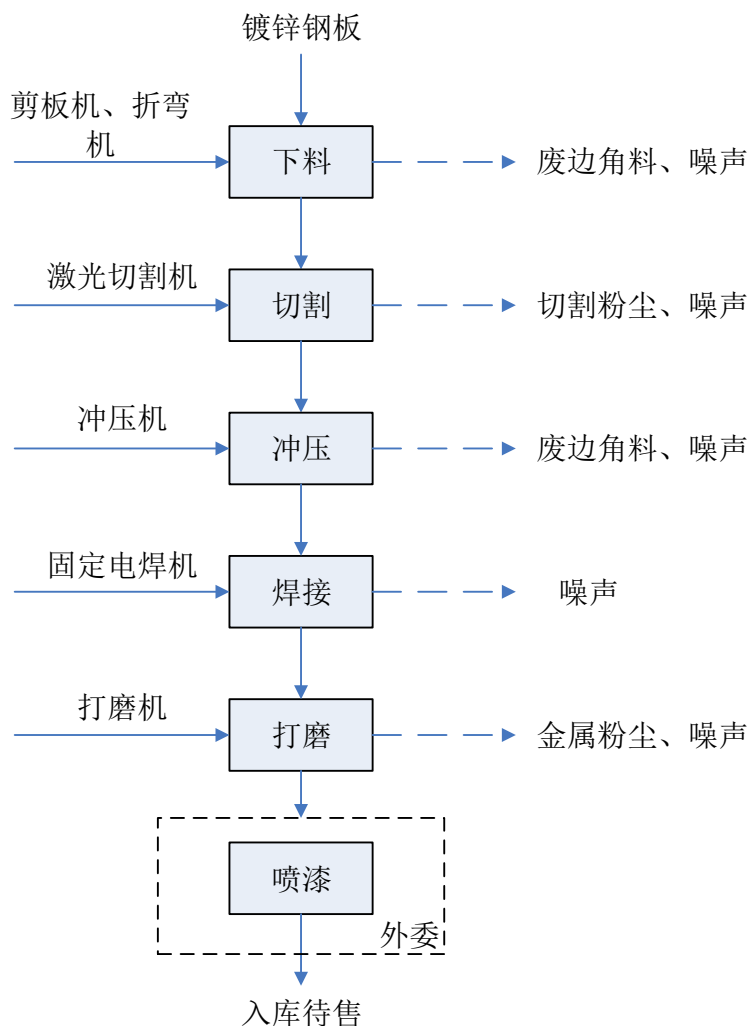 镀锌钢板
剪板机、折弯
机
下料
废边角料、噪声
激光切割机
切割
切割粉尘、噪声
冲压机
冲压
废边角料、噪声
固定电焊机
焊接
噪声
打磨机
打磨
金属粉尘、噪声
喷漆
外委
入库待售